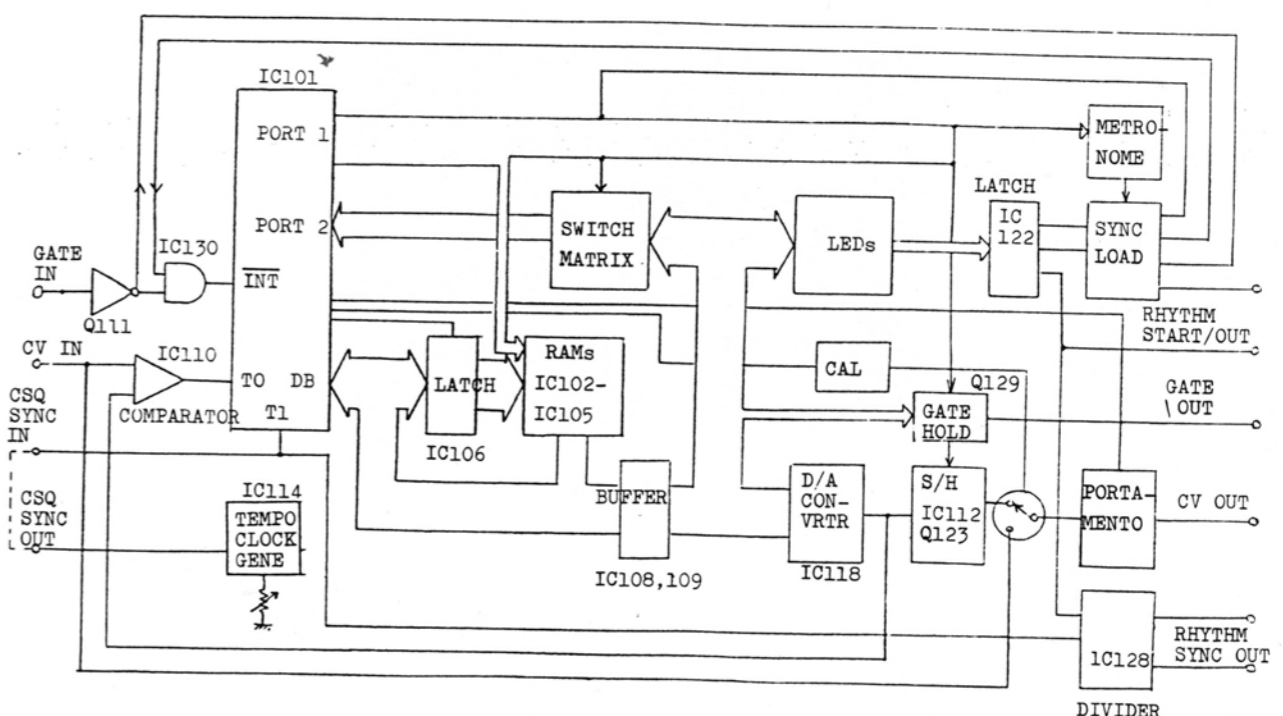 IC101
PORT 1
PORT 2
INT
TO DB
T1
IC130
GATE
IN
Q111
CV IN
IC110
COMPARATOR
CSQ
SYNC
IN
CSQ
SYNC
OUT
IC114
TEMPO
CLOCK
GENE
LATCH
IC106
RAMs
IC102-
IC105
SWITCH
MATRIX
BUFFER
IC108,109
LEDs
LATCH
IC
122
METRO-
NOME
SYNC
LOAD
RHYTHM
START/OUT
CAL
Q129
GATE
HOLD
GATE
OUT
D/A
CON-
VRTR
IC118
S/H
IC112
Q123
PORTA-
MENTO
CV OUT
1C128
DIVIDER
RHYTHM
SYNC OUT